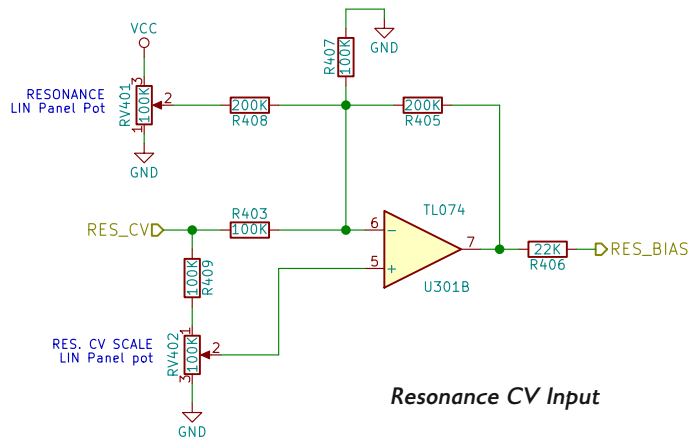 VCC
GND
R407
100K
RESONANCE
LIN Panel Pot
RV401
100K
3
2
1
GND
200K
R408
200K
R405
RES_CV
R403
100K
TL074
6
5
7
U301B
22K
R406
RES_BIAS
100K
R409
RES. CV SCALE
LIN Panel pot
RV402
100K
1
2
3
GND
Resonance CV Input